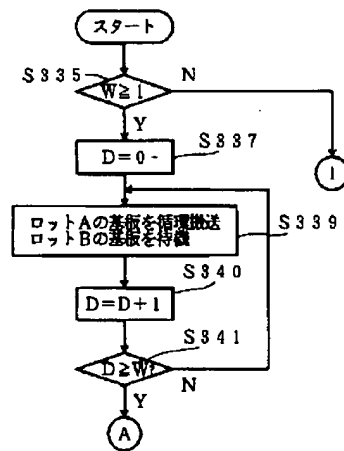 スタート
S335
N
W≧1
Y
S337
D=0
1
ロットAの基板を循環搬送
ロットBの基板を待機
S339
S340
D=D+1
S341
D≧W?
N
Y
A